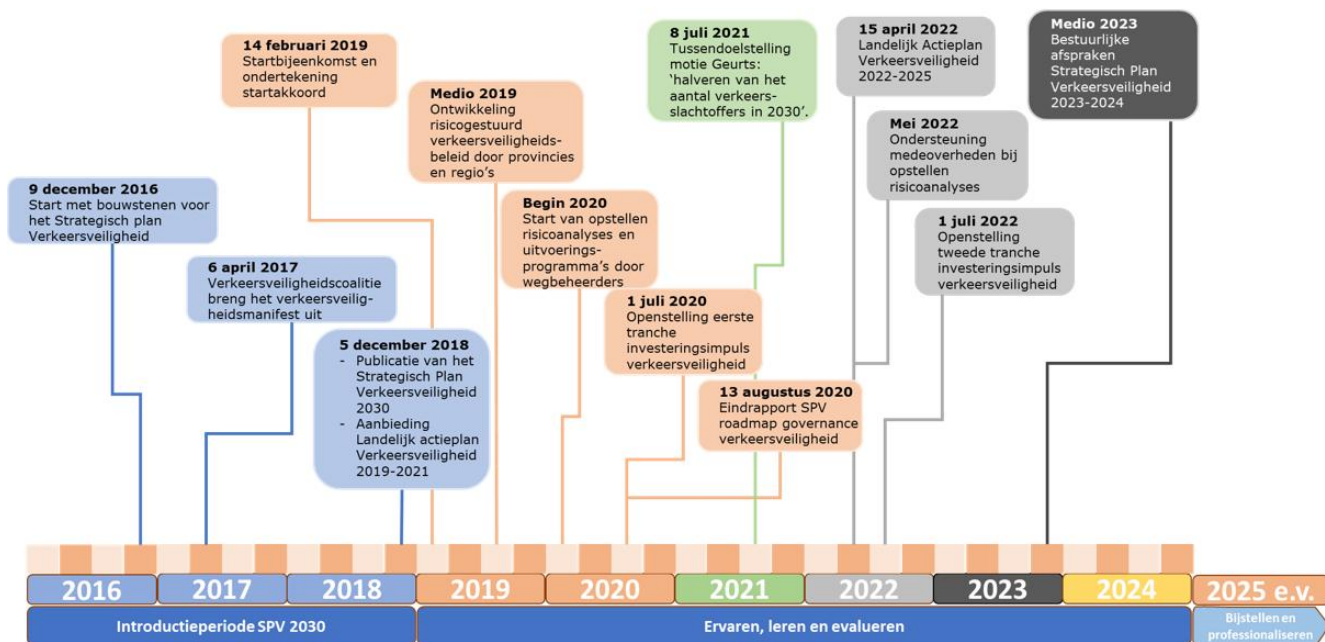 9 december 2016
Start met bouwstenen voor
het Strategisch plan
Verkeersveiligheid
6 april 2017
Verkeersveiligheidscoalitie
breng het verkeersveilig-
heidsmanifest uit
5 december 2018
- Publicatie van het
Strategisch Plan
Verkeersveiligheid
2030
- Aanbieding
Landelijk actieplan
Verkeersveiligheid
2019-2021
14 februari 2019
Startbijeenkomst en
ondertekening
startakkoord
Medio 2019
Ontwikkeling
risicogestuurd
verkeersveiligheids-
beleid door provincies
en regio's
Begin 2020
Start van opstellen
risicoanalyses en
uitvoerings-
programma's door
wegbeheerders
1 juli 2020
Openstelling eerste
tranche
investeringsimpuls
verkeersveiligheid
13 augustus 2020
Eindrapport SPV
roadmap governance
verkeersveiligheid
8 juli 2021
Tussendoelstelling
motie Geurts:
'halveren van het
aantal verkeers-
slachtoffers in 2030'.
15 april 2022
Landelijk Actieplan
Verkeersveiligheid
2022-2025
Mei 2022
Ondersteuning
medeoverheden bij
opstellen
risicoanalyses
1 juli 2022
Openstelling
tweede tranche
investeringsimpuls
verkeersveiligheid
Medio 2023
Bestuurlijke
afspraken
Strategisch Plan
Verkeersveiligheid
2023-2024
2016
2017
2018
2019
2020
2021
2022
2023
2024
2025 e.v.
Introductieperiode SPV 2030
Ervaren, leren en evalueren
Bijstellen en
professionaliseren